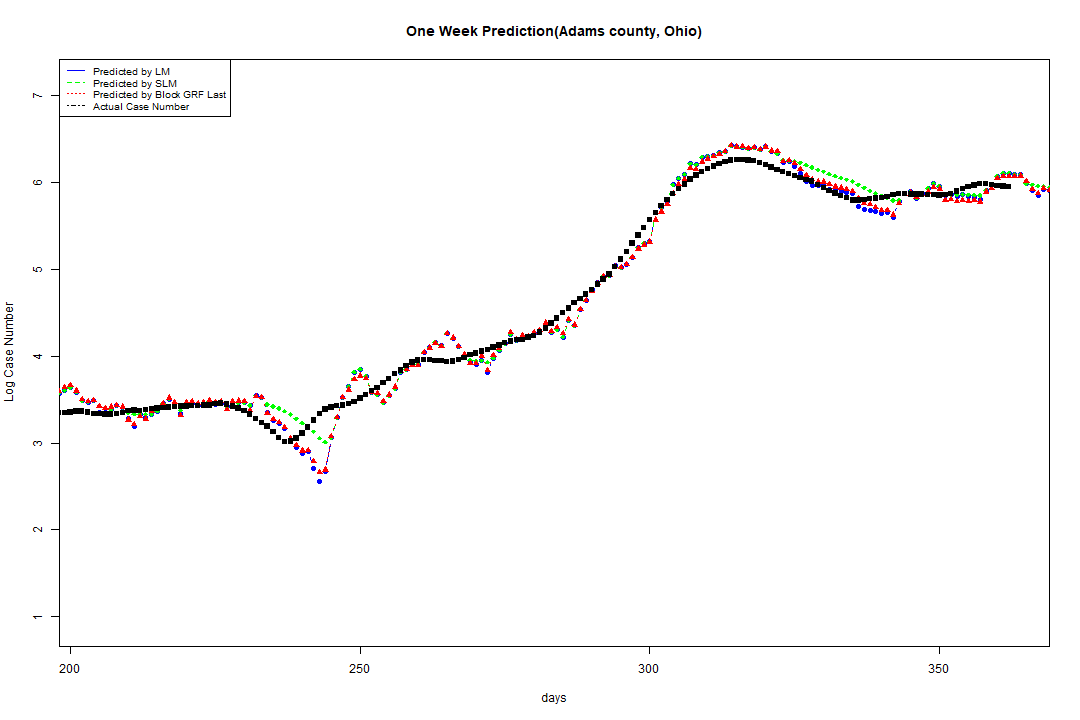 One Week Prediction(Adams county, Ohio)
Predicted by LM
Predicted by SLM
Predicted by Block GRF Last
Actual Case Number
7
6
5
4
3
2
1
Log Case Number
200 250 300 350
days